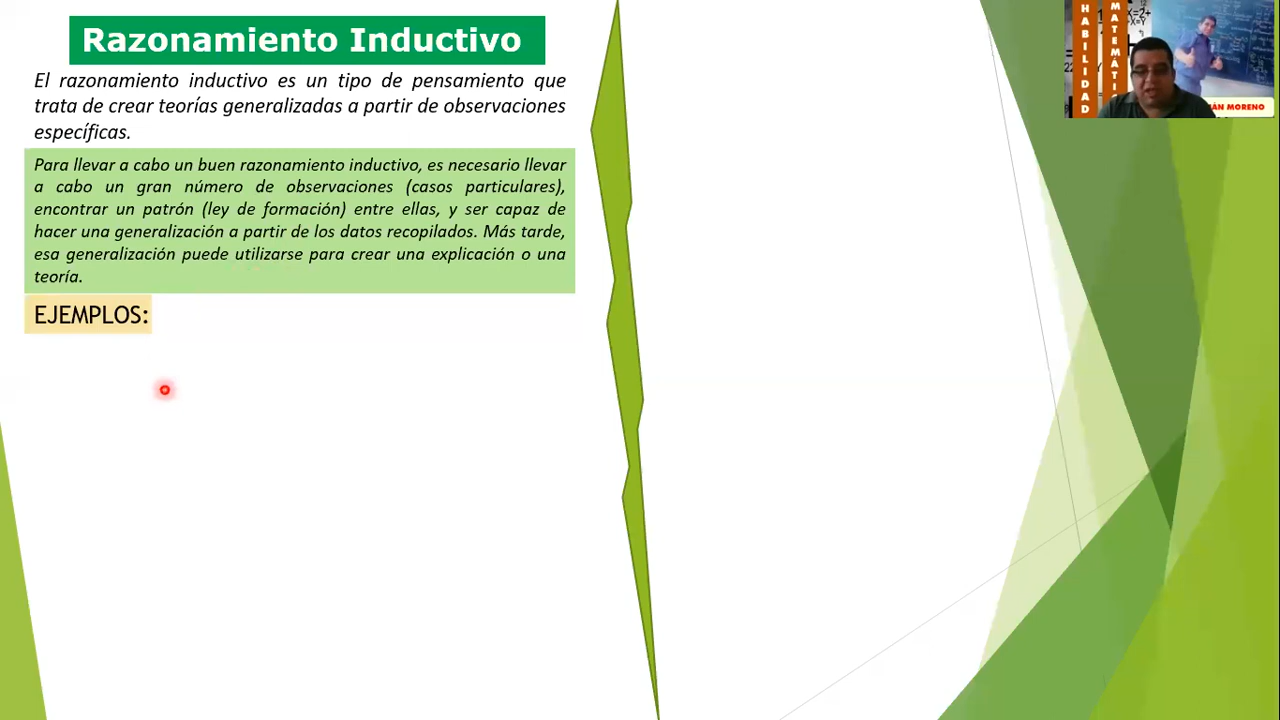 Razonamiento Inductivo
El razonamiento inductivo es un tipo de pensamiento que
trata de crear teorías generalizadas a partir de observaciones
específicas.
Para llevar a cabo un buen razonamiento inductivo, es necesario llevar
a cabo un gran número de observaciones (casos particulares),
encontrar un patrón (ley de formación) entre ellas, y ser capaz de
hacer una generalización a partir de los datos recopilados. Más tarde,
esa generalización puede utilizarse para crear una explicación o una
teoría.
EJEMPLOS:
HABILIDAD
MORENO